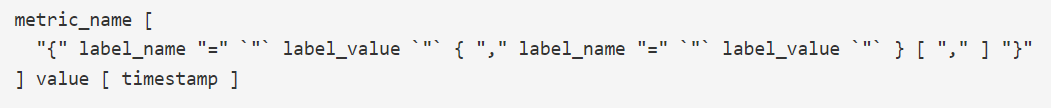 metric_name [
  "{" label_name "=" `"` label_value `"` { "," label_name "=" `"` label_value `"` } [ "," ] "}"
] value [ timestamp ]